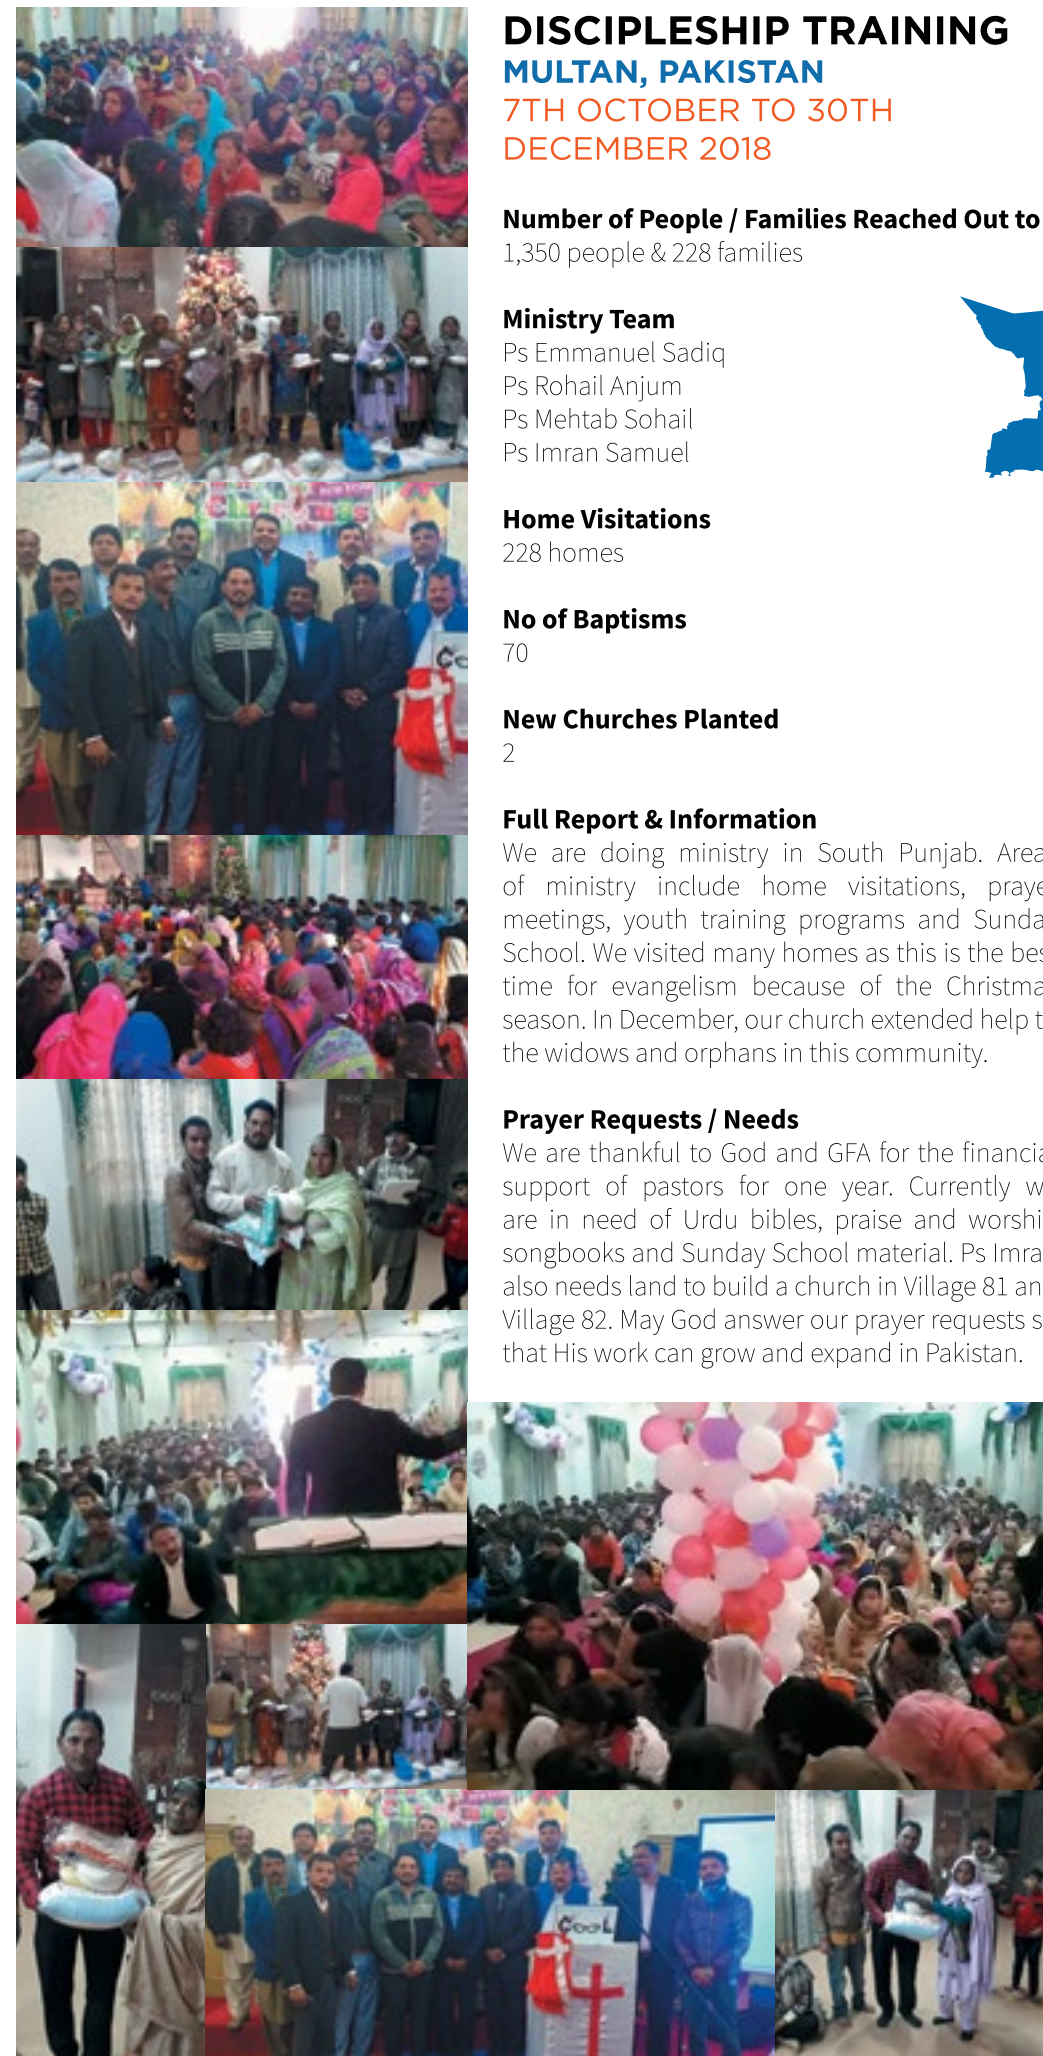 DISCIPLESHIP TRAINING
MULTAN, PAKISTAN
7TH OCTOBER TO 30TH
DECEMBER 2018
Number of People / Families Reached Out to
1,350 people & 228 families
Ministry Team
Ps Emmanuel Sadiq
Ps Rohail Anjum
Ps Mehtab Sohail
Ps Imran Samuel
Home Visitations
228 homes
No of Baptisms
70
New Churches Planted
2
Full Report & Information
We are doing ministry in South Punjab. Area
of ministry include home visitations, praye
meetings, youth training programs and Sunda
School. We visited many homes as this is the bes
time for evangelism because of the Christma
season. In December, our church extended help t
the widows and orphans in this community.
Prayer Requests / Needs
We are thankful to God and GFA for the financia
support of pastors for one year. Currently w
are in need of Urdu bibles, praise and worshi
songbooks and Sunday School material. Ps Imra
also needs land to build a church in Village 81 an
Village 82. May God answer our prayer requests s
that His work can grow and expand in Pakistan.
Christmas
Christmas